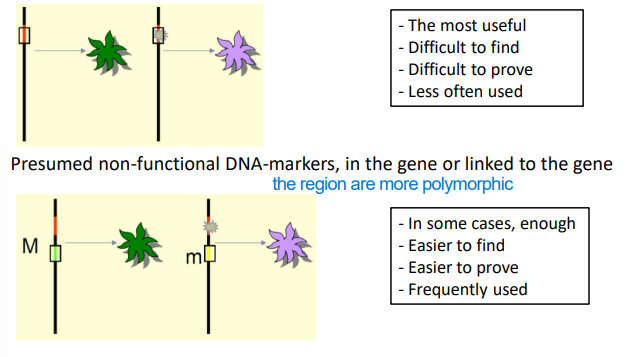 - The most useful
- Difficult to find
- Difficult to prove
- Less often used
Presumed non-functional DNA-markers, in the gene or linked to the gene
the region are more polymorphic
M
m
- In some cases, enough
- Easier to find
- Easier to prove
- Frequently used